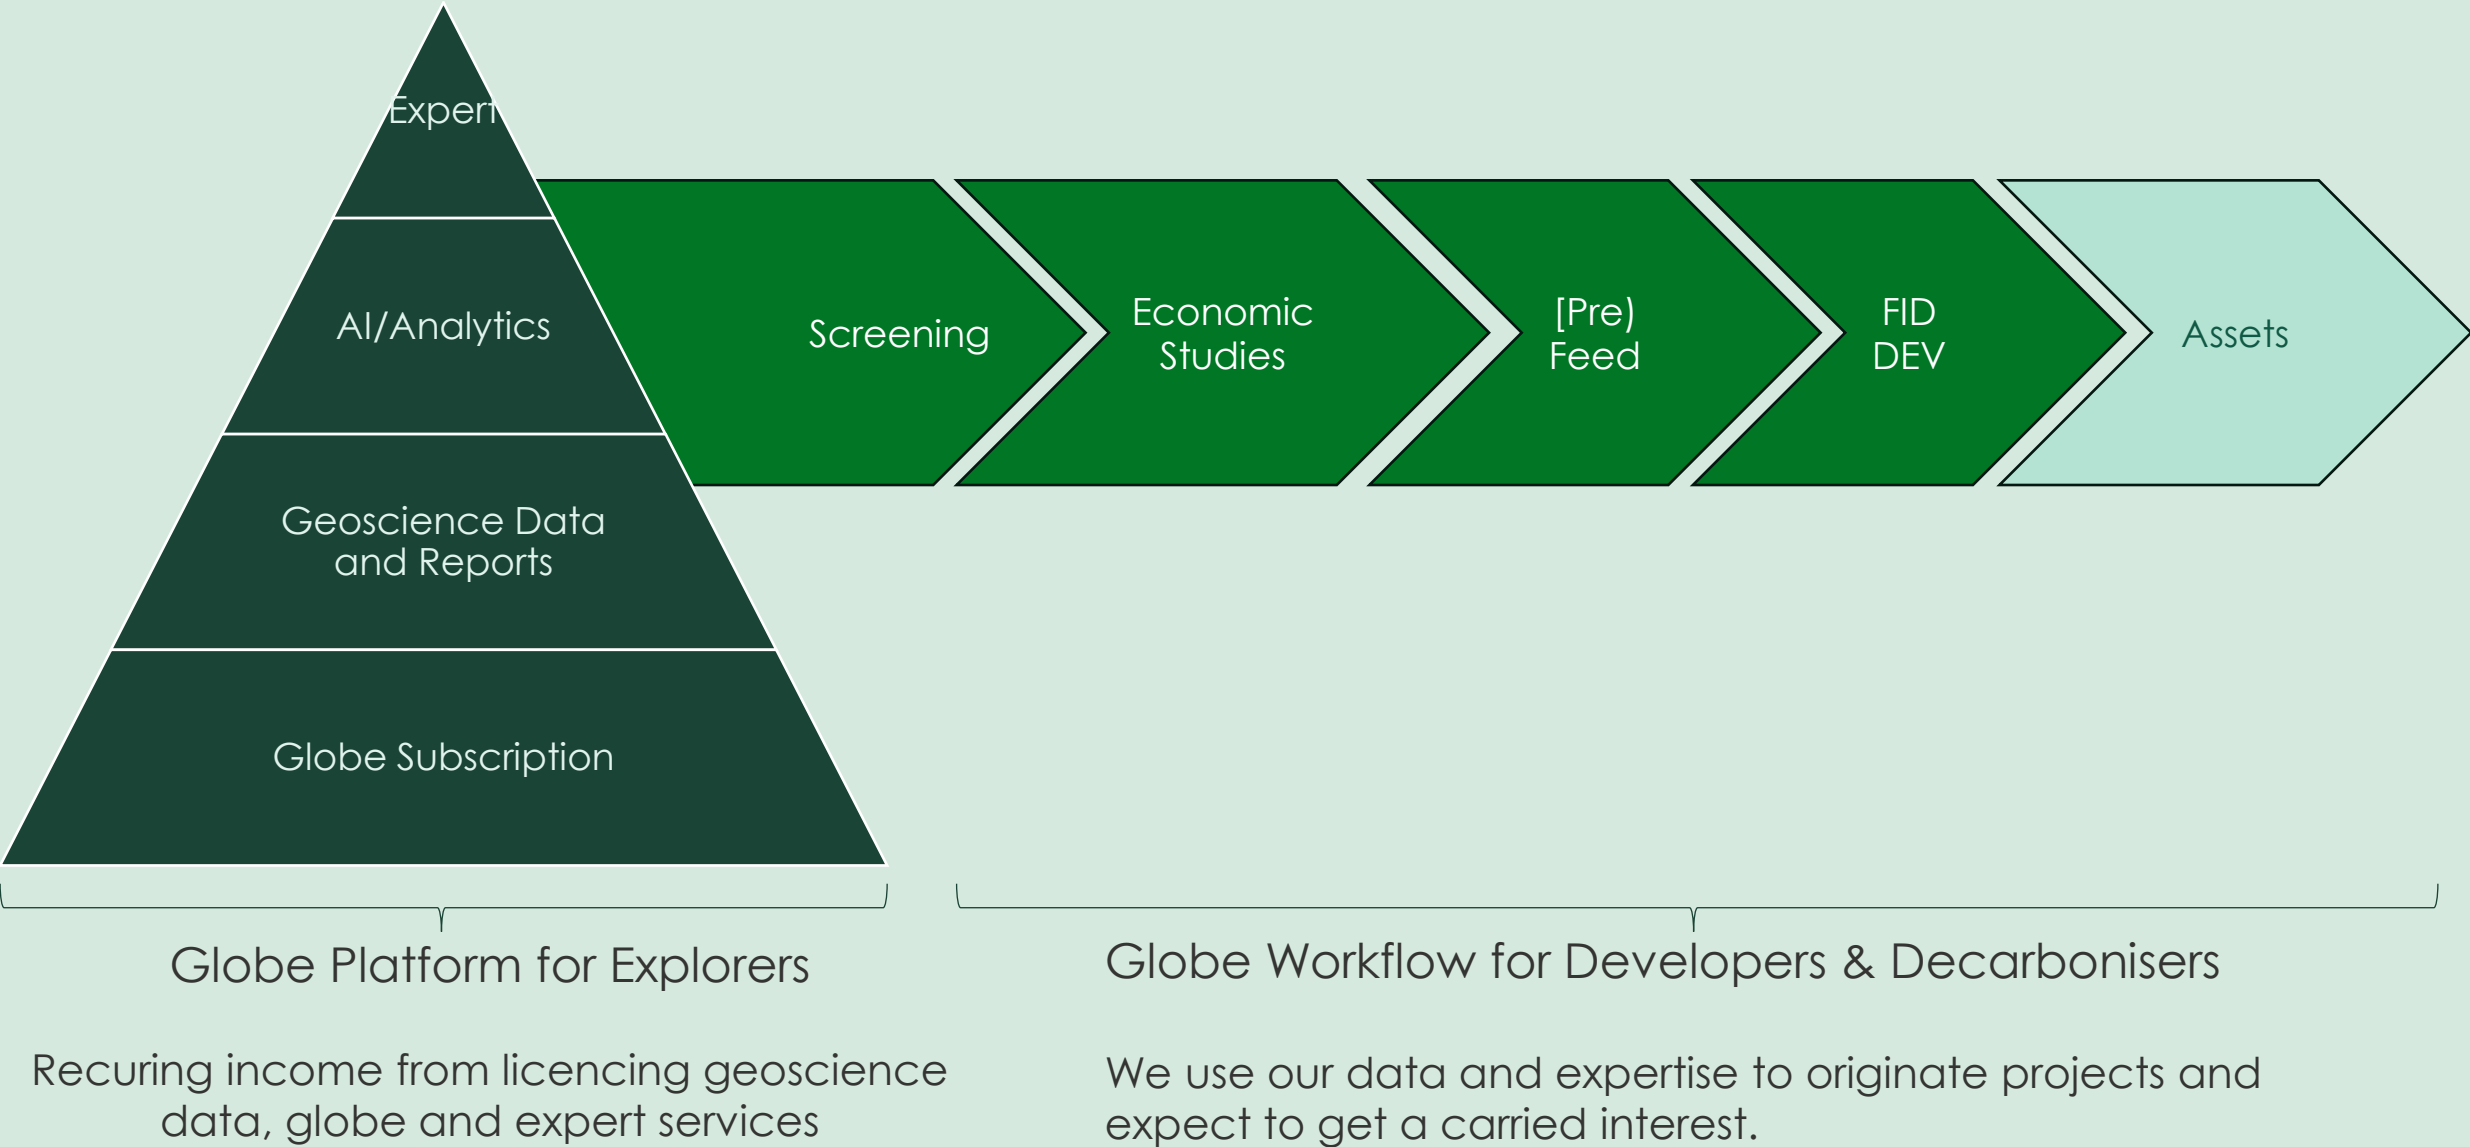 Expert
AI/Analytics
Geoscience Data
and Reports
Globe Subscription
Screening
Economic
Studies
[Pre)
Feed
FID
DEV
Assets
Globe Platform for Explorers
Recuring income from licencing geoscience
data, globe and expert services
Globe Workflow for Developers & Decarbonisers
We use our data and expertise to originate projects and
expect to get a carried interest.